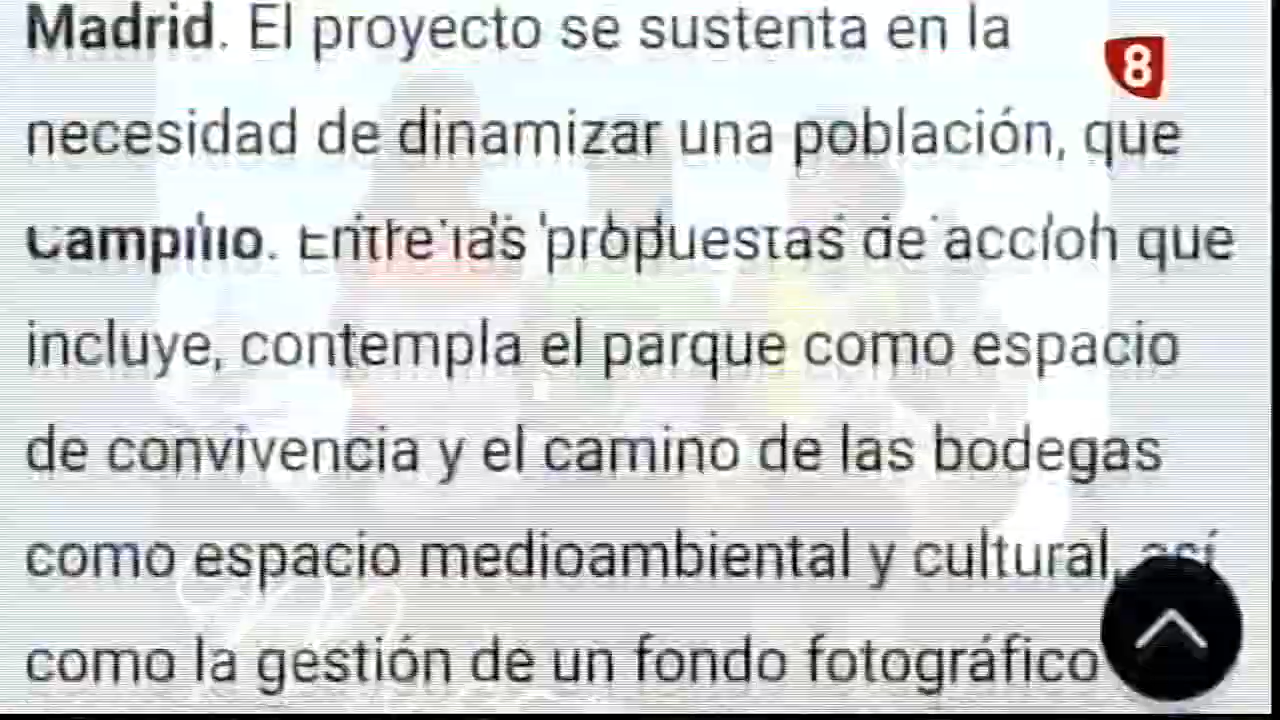 Madrid. El proyecto se sustenta en la
8
necesidad de dinamizar una población, que
Campillo. Entre las propuestas de acción que
incluye, contempla el parque como espacio
de convivencia y el camino de las bodegas
como espacio medioambiental y cultural, así
como la gestión de un fondo fotográfico